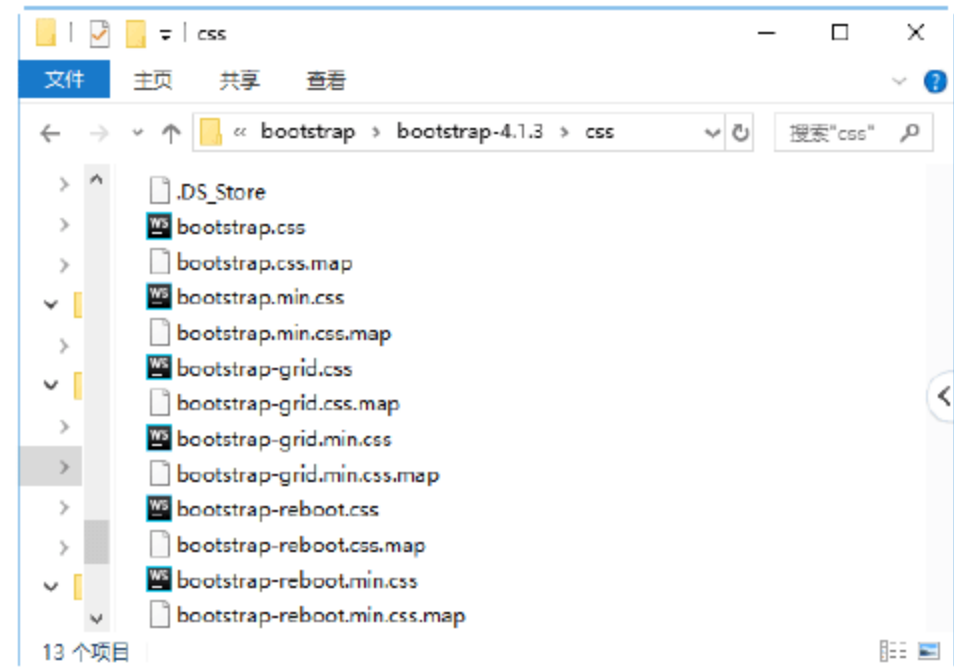 css
文件 主页 共享 查看
« bootstrap > bootstrap-4.1.3 > css 搜索"css"
.DS_Store
bootstrap.css
bootstrap.css.map
bootstrap.min.css
bootstrap.min.css.map
bootstrap-grid.css
bootstrap-grid.css.map
bootstrap-grid.min.css
bootstrap-grid.min.css.map
bootstrap-reboot.css
bootstrap-reboot.css.map
bootstrap-reboot.min.css
bootstrap-reboot.min.css.map
13 个项目